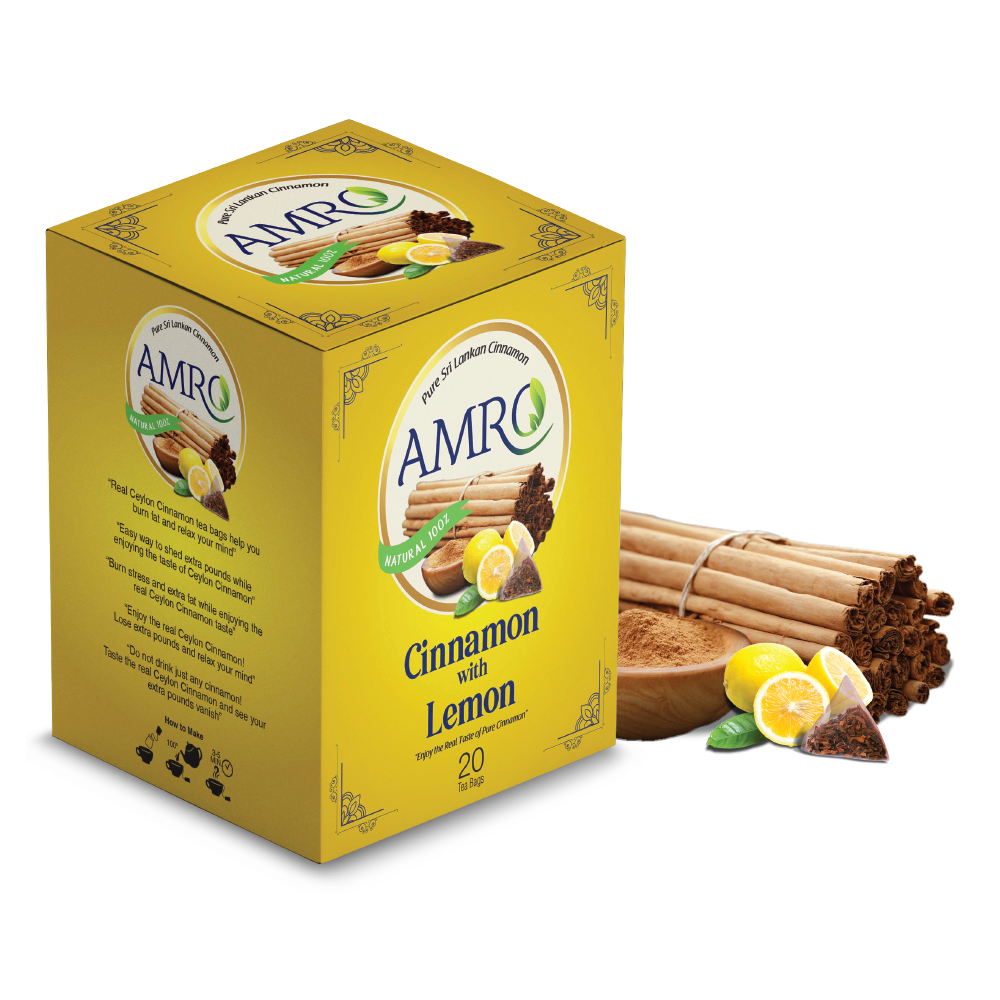 Pure Sri Lankan Cinnamon
AMRO
NATURAL 100%
Pure Sri Lankan Cinnamon
AMRO
NATURAL 100%
"Real Ceylon Cinnamon tea bags help you
burn fat and relax your mind"
"Easy way to shed extra pounds while
enjoying the taste of Ceylon Cinnamon"
"Burn stress and extra fat while enjoying the
real Ceylon Cinnamon taste"
"Enjoy the real Ceylon Cinnamon!
Lose extra pounds and relax your mind"
"Do not drink just any cinnamon!
Taste the real Ceylon Cinnamon and see your
extra pounds vanish"
How to Make
100°
3-5
MIN
Pure Sri Lankan Cinnamon
AMRO
NATURAL 100%
Cinnamon
with
Lemon
"Enjoy the Real Taste of Pure Cinnamon"
20
Tea Bags